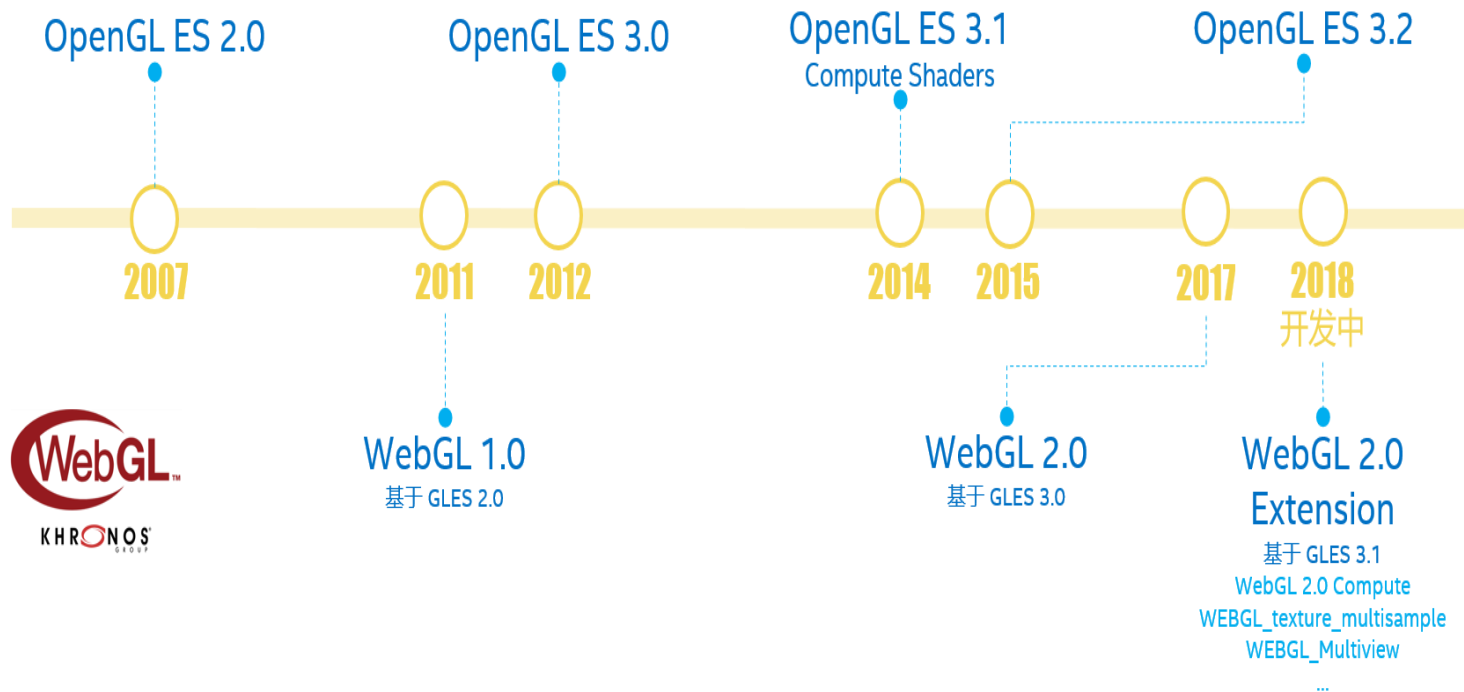 OpenGL ES 2.0
OpenGL ES 3.0
OpenGL ES 3.1
Compute Shaders
OpenGL ES 3.2
2007
2011
2012
2014
2015
2017
2018
开发中
WebGL™
KHRONOS
GROUP
WebGL 1.0
基于 GLES 2.0
WebGL 2.0
基于 GLES 3.0
WebGL 2.0
Extension
基于 GLES 3.1
WebGL 2.0 Compute
WEBGL_texture_multisample
WEBGL_Multiview
...